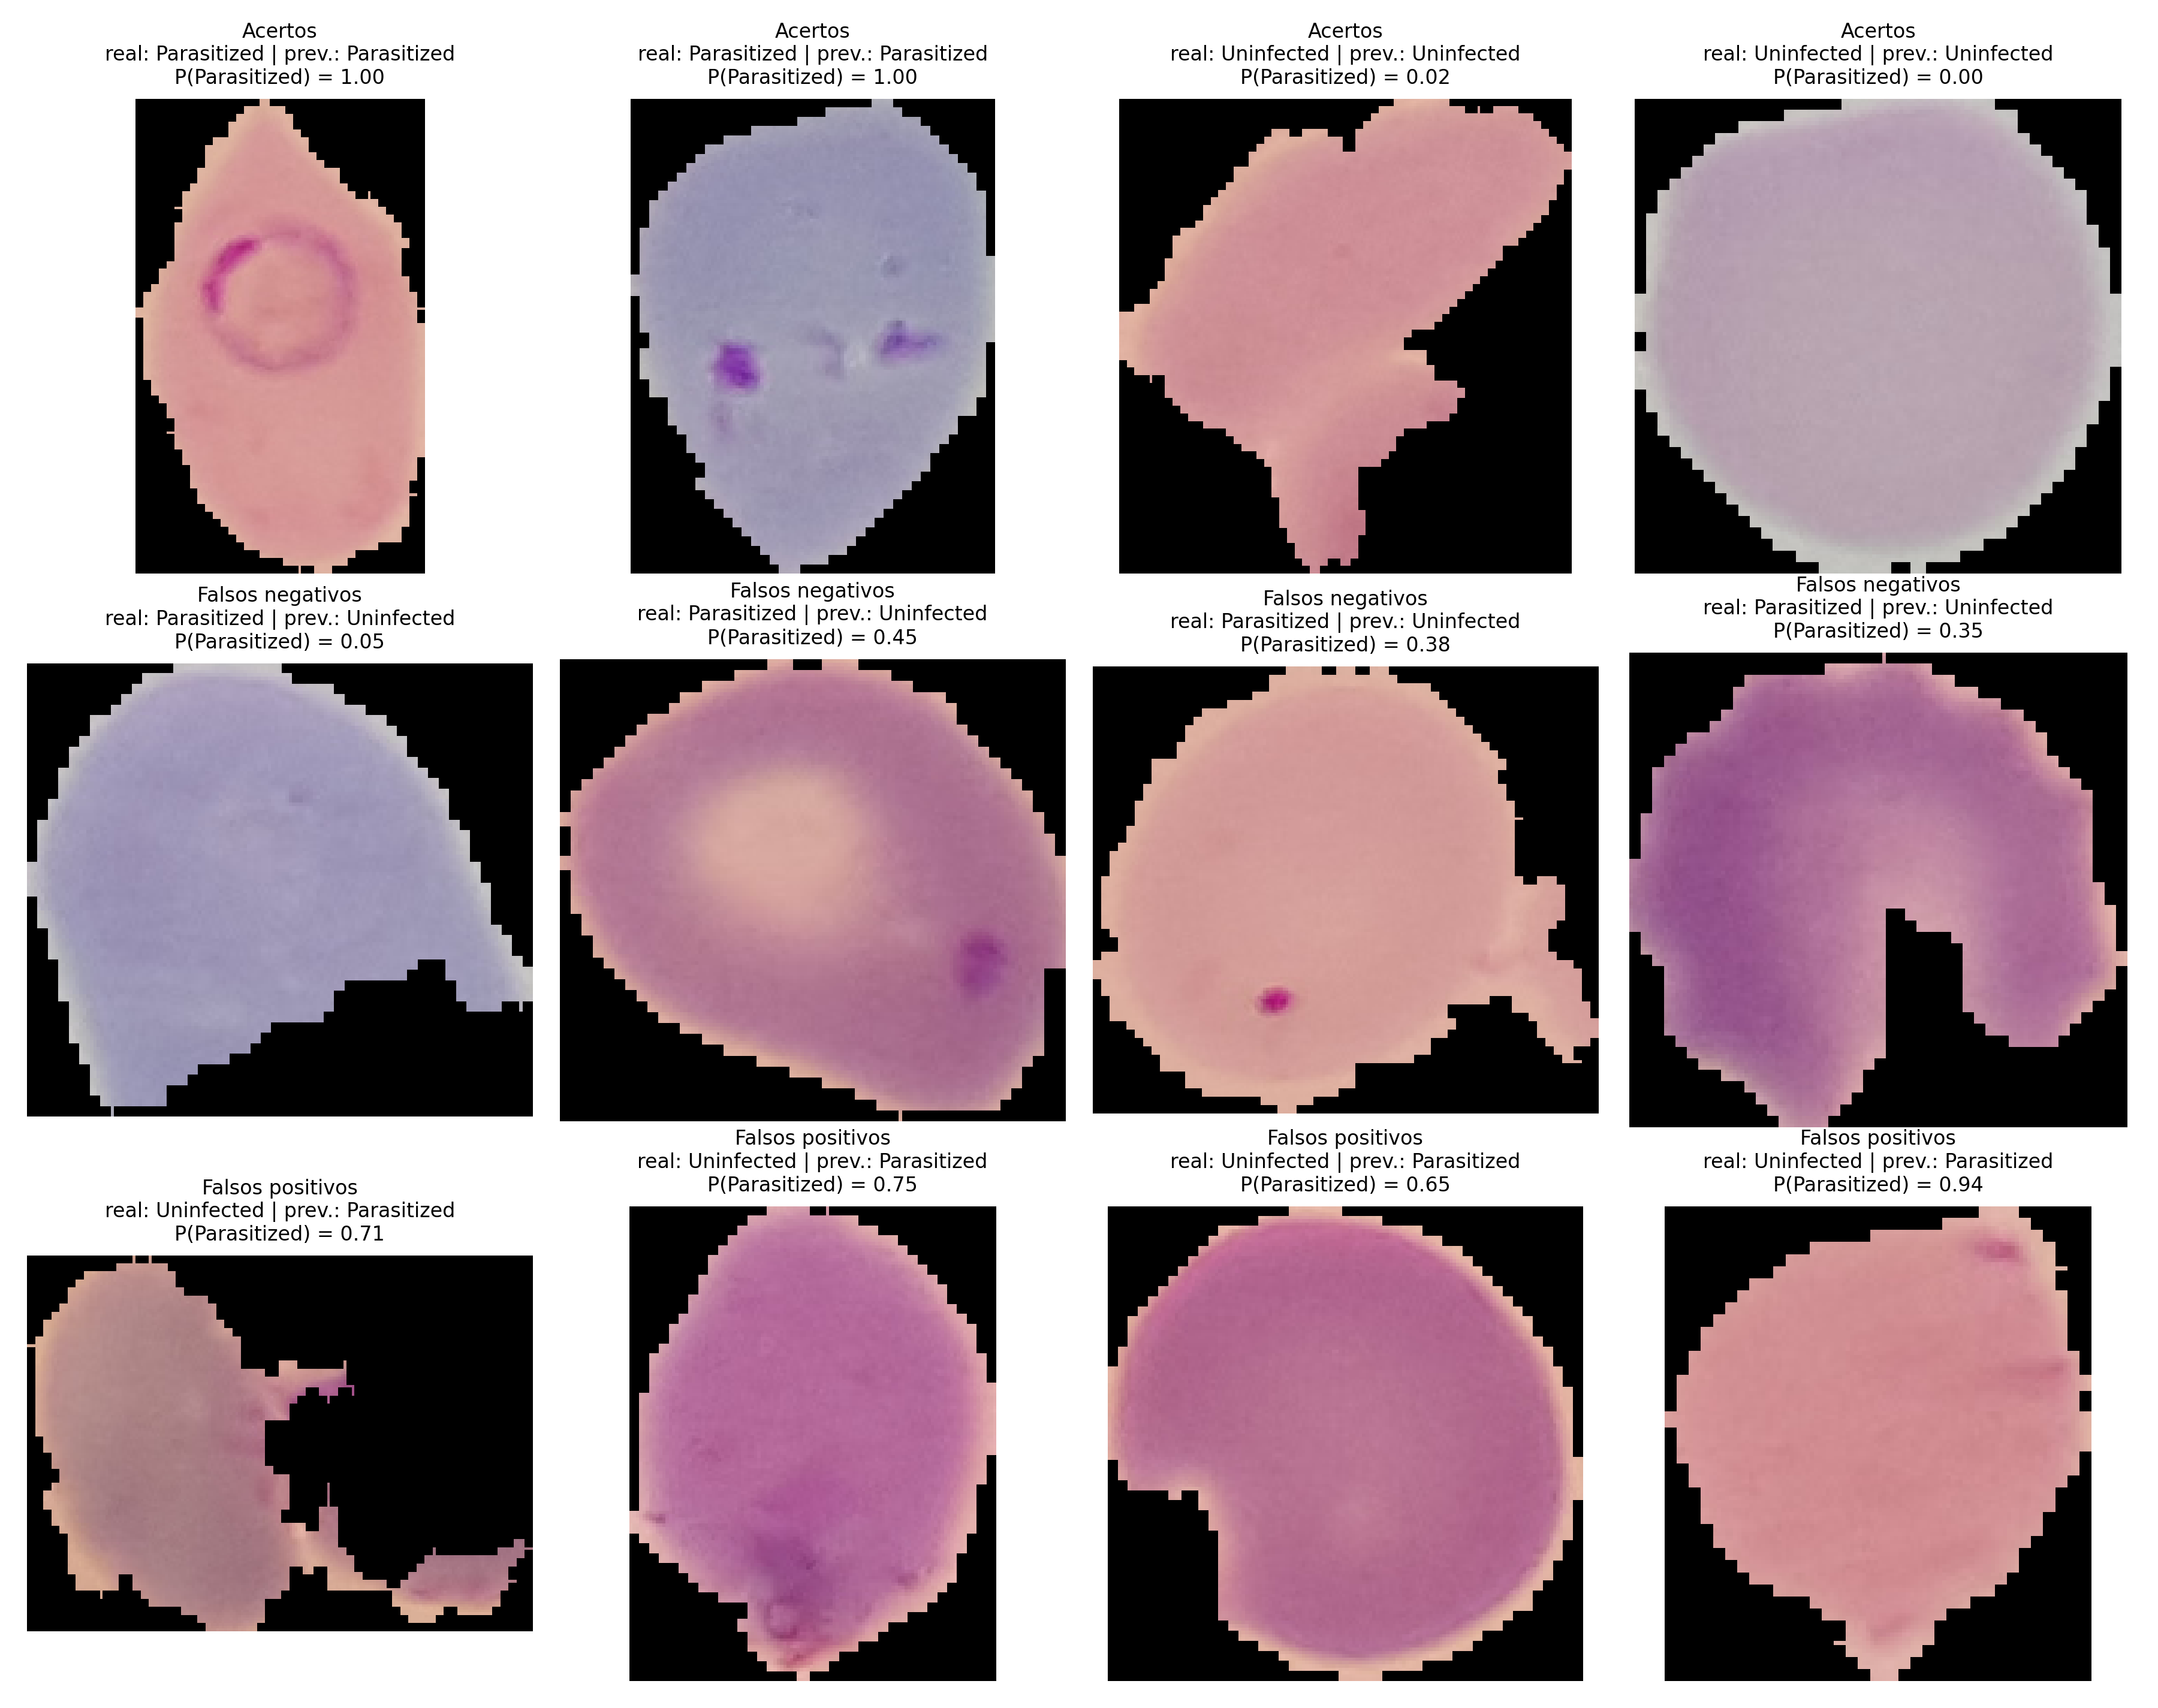 Acertos
real: Parasitized | prev.: Parasitized
P(Parasitized) = 1.00
Acertos
real: Parasitized | prev.: Parasitized
P(Parasitized) = 1.00
Acertos
real: Uninfected | prev.: Uninfected
P(Parasitized) = 0.02
Acertos
real: Uninfected | prev.: Uninfected
P(Parasitized) = 0.00
Falsos negativos
real: Parasitized | prev.: Uninfected
P(Parasitized) = 0.05
Falsos negativos
real: Parasitized | prev.: Uninfected
P(Parasitized) = 0.45
Falsos negativos
real: Parasitized | prev.: Uninfected
P(Parasitized) = 0.38
Falsos negativos
real: Parasitized | prev.: Uninfected
P(Parasitized) = 0.35
Falsos positivos
real: Uninfected | prev.: Parasitized
P(Parasitized) = 0.71
Falsos positivos
real: Uninfected | prev.: Parasitized
P(Parasitized) = 0.75
Falsos positivos
real: Uninfected | prev.: Parasitized
P(Parasitized) = 0.65
Falsos positivos
real: Uninfected | prev.: Parasitized
P(Parasitized) = 0.94